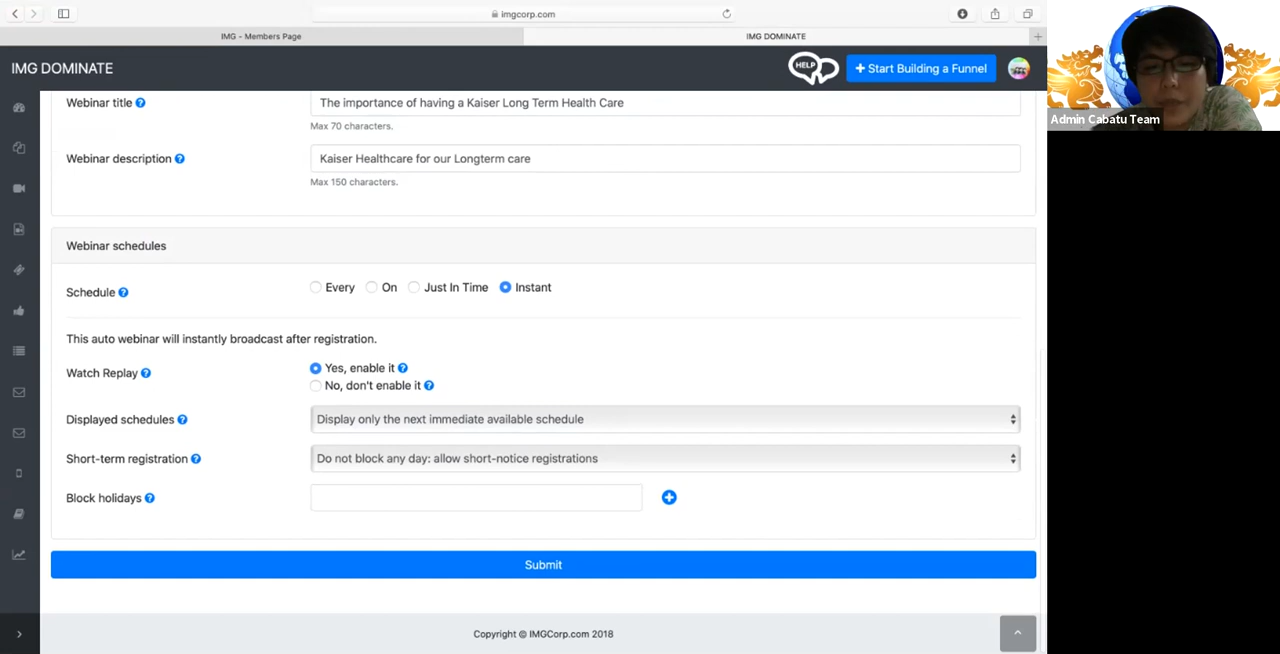 imgcorp.com
IMG - Members Page
IMG DOMINATE
IMG DOMINATE
HELP
+ Start Building a Funnel
Admin Cabatu Team
Webinar title ?
The importance of having a Kaiser Long Term Health Care
Max 70 characters.
Webinar description ?
Kaiser Healthcare for our Longterm care
Max 150 characters.
Webinar schedules
Schedule ?
Every On Just In Time Instant
This auto webinar will instantly broadcast after registration.
Watch Replay ?
Yes, enable it ?
No, don't enable it ?
Displayed schedules ?
Display only the next immediate available schedule
Short-term registration ?
Do not block any day: allow short-notice registrations
Block holidays ?
Submit
Copyright © IMGCorp.com 2018